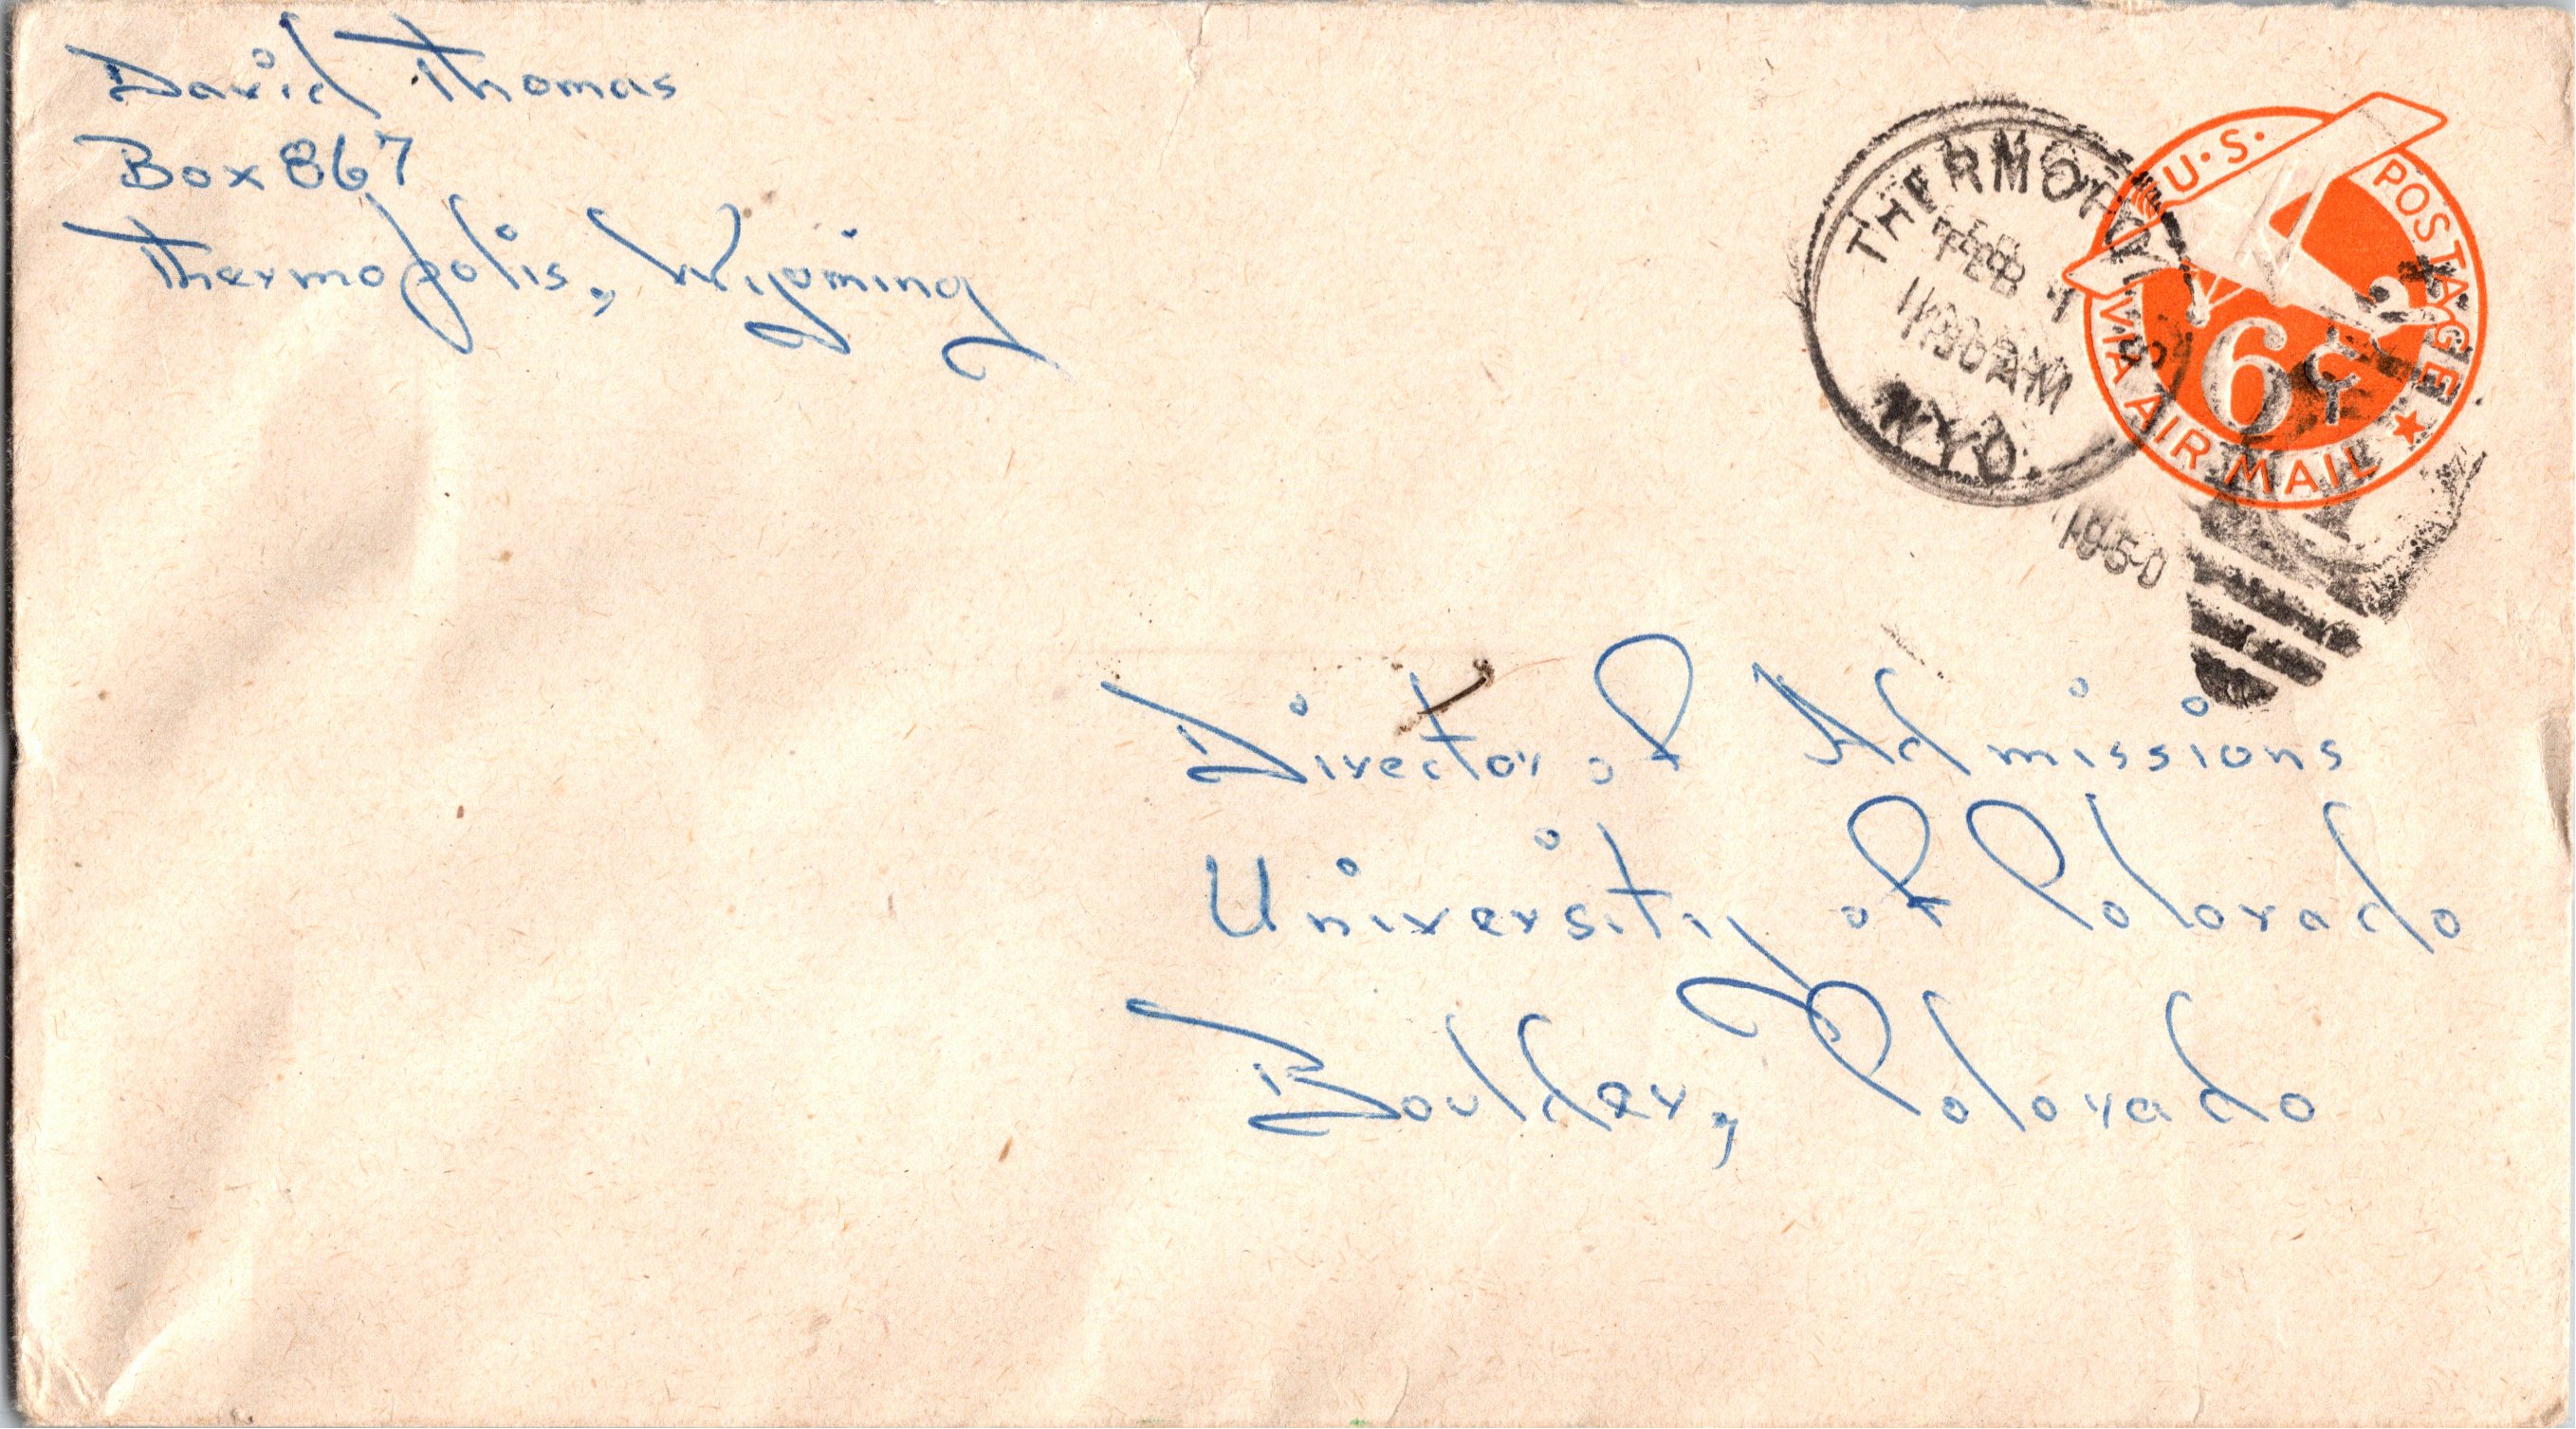 David Thomas
Box 867
Thermopolis, Wyoming
THERMOPOLIS
FEB
1130AM
WYO.
1950
U.S. POSTAGE
6¢
VIA AIR MAIL
Director of Admissions
University of Colorado
Boulder, Colorado